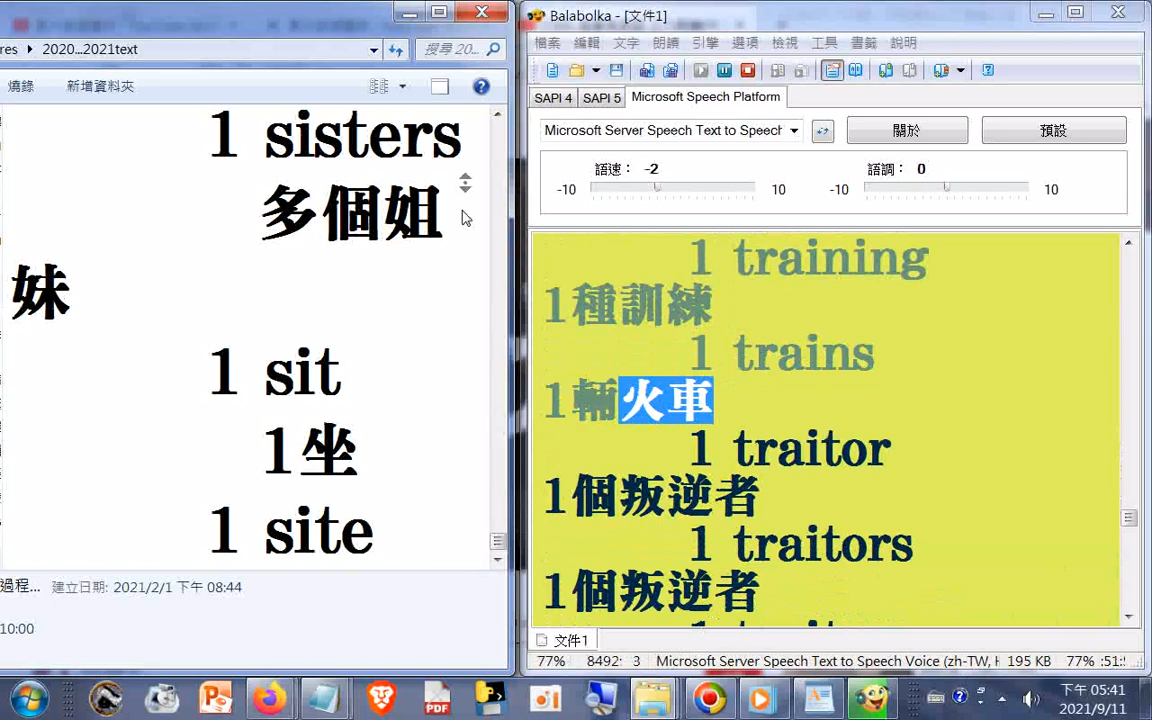 res ▸ 2020...2021text
搜尋 20...
燒錄 新增資料夾
1 sisters
多個姐
妹
1 sit
1坐
1 site
過程... 建立日期: 2021/2/1 下午 08:44
10:00
Balabolka - [文件1]
檔案 編輯 文字 朗讀 引擎 選項 檢視 工具 書籤 說明
SAPI 4 SAPI 5 Microsoft Speech Platform
Microsoft Server Speech Text to Speech
關於 預設
語速： -2 語調： 0
-10 10 -10 10
1 training
1種訓練
1 trains
1輛火車
1 traitor
1個叛逆者
1 traitors
1個叛逆者
文件1
77% 8492: 3 Microsoft Server Speech Text to Speech Voice (zh-TW, H 195 KB 77% :51:
PDF
下午 05:41
2021/9/11